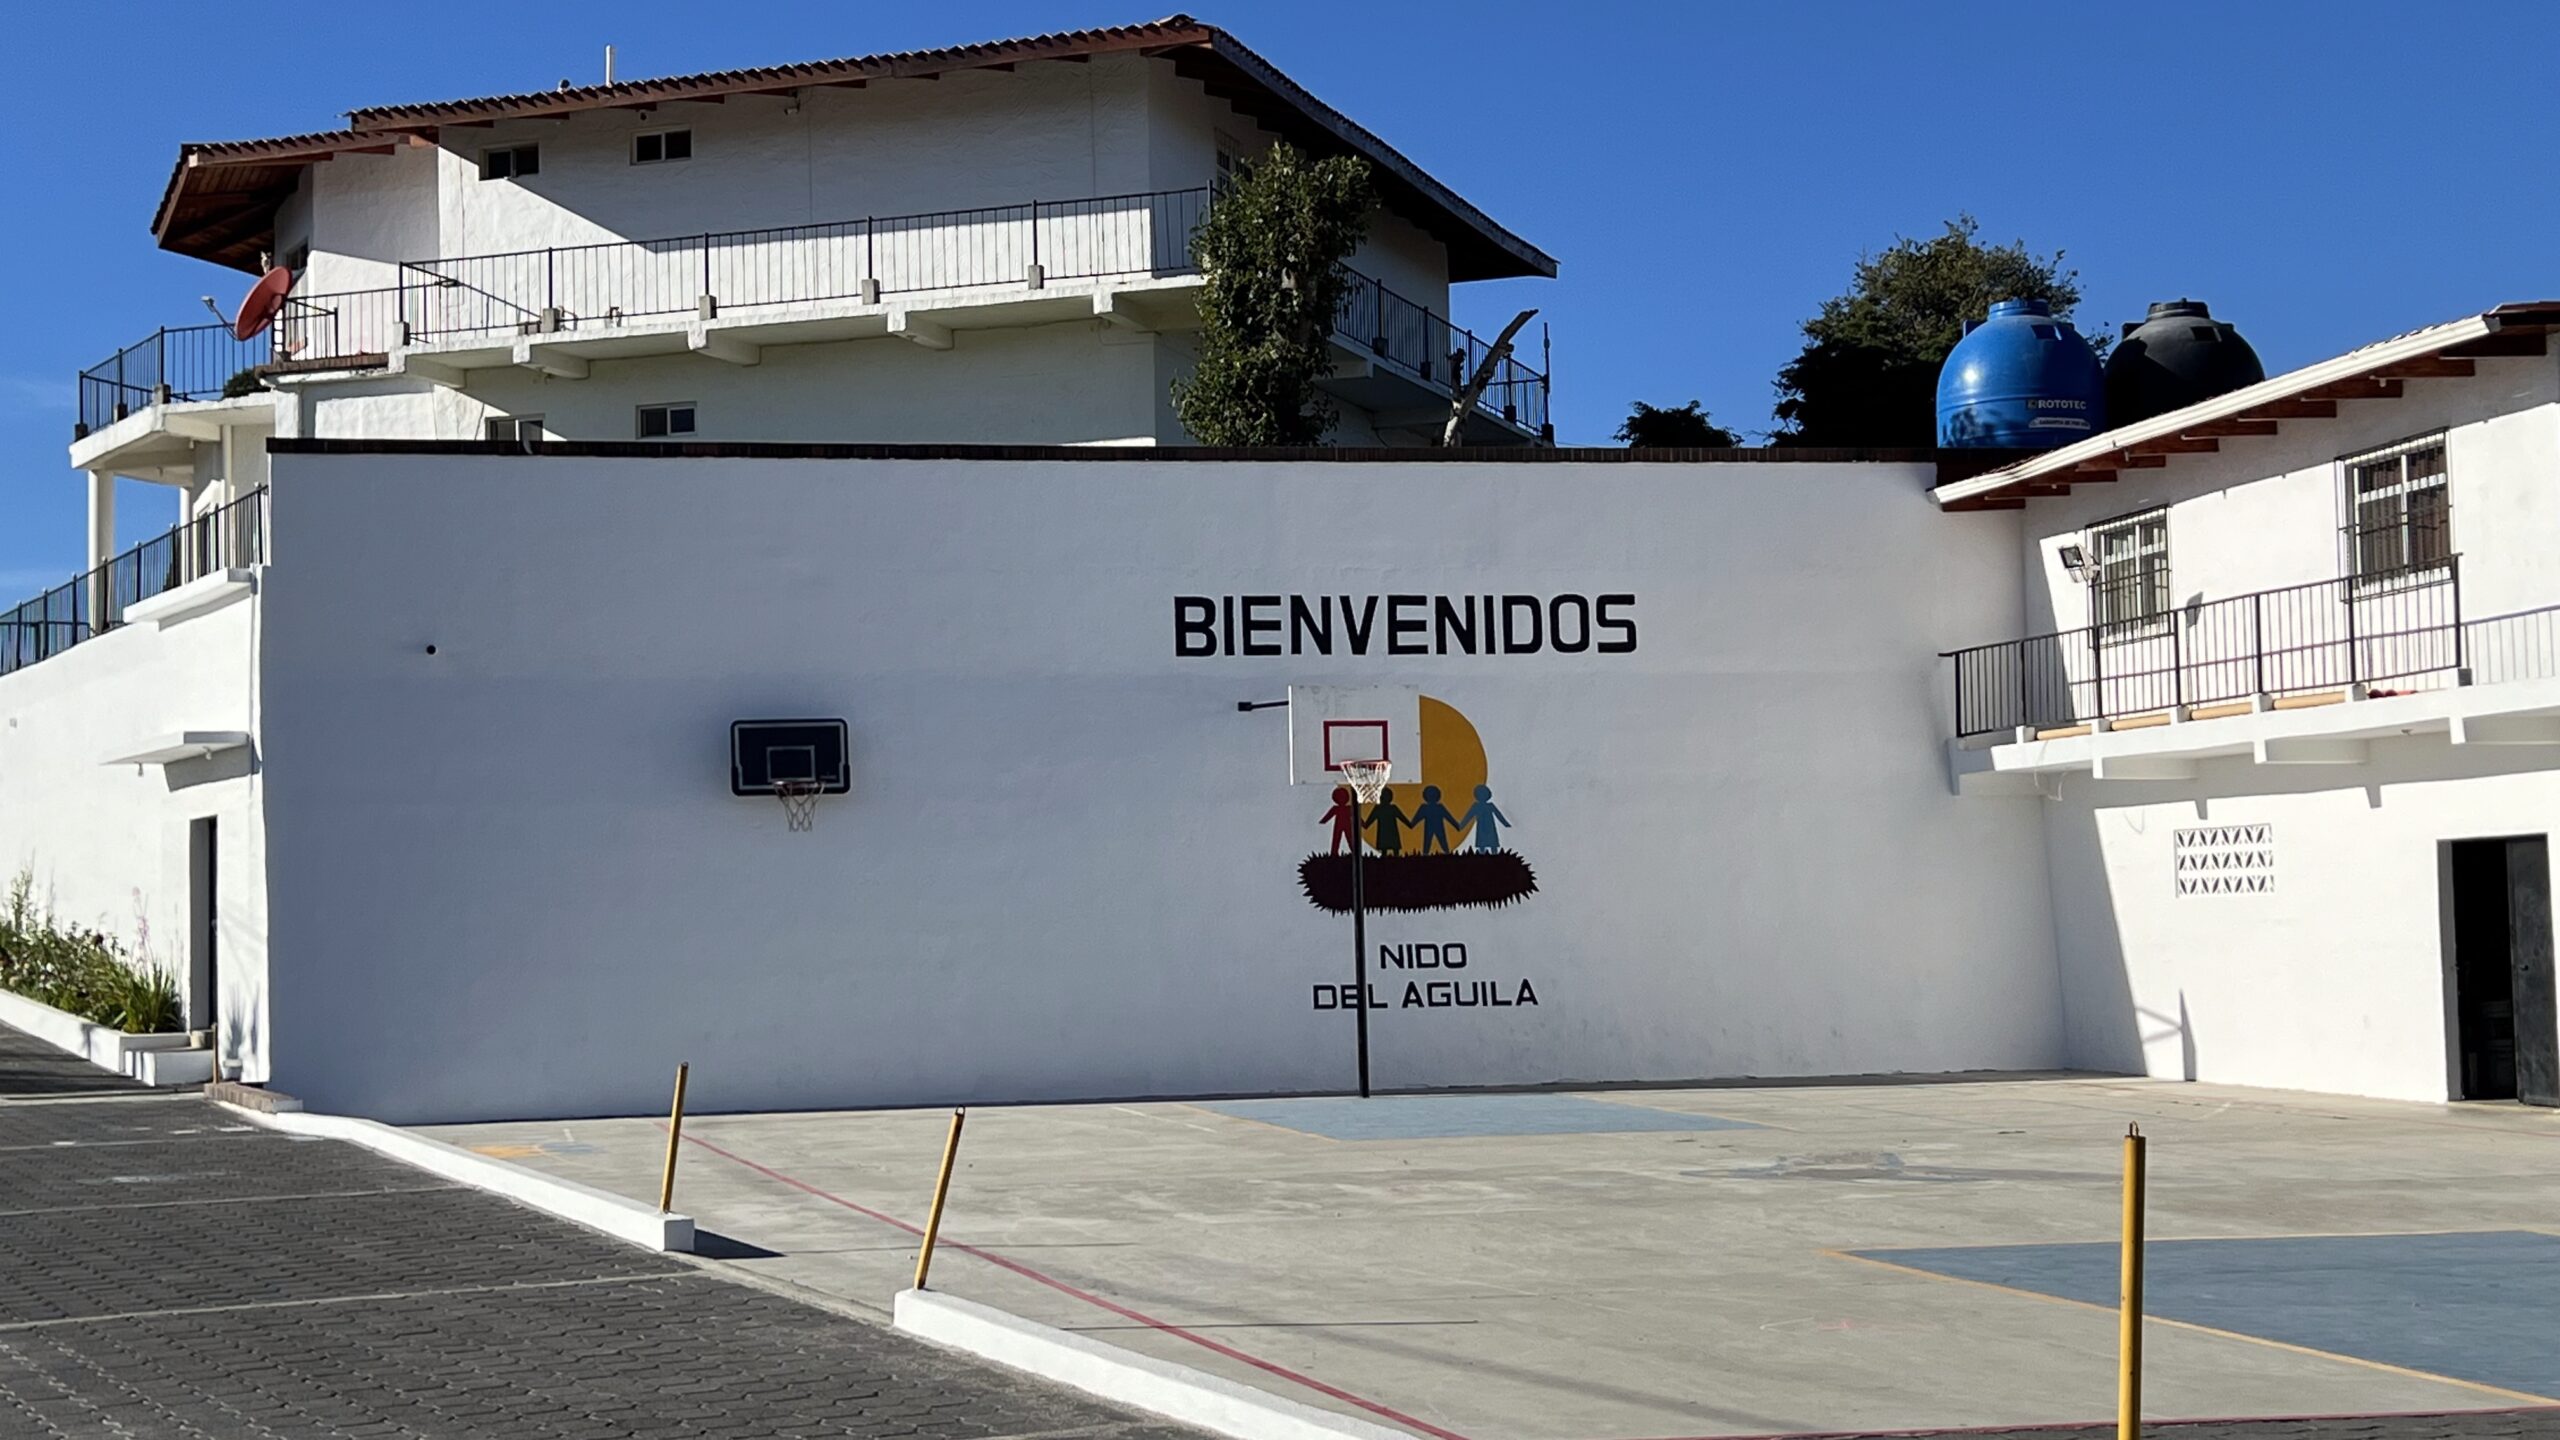 ROTOTEC
BIENVENIDOS
NIDO
DEL AGUILA